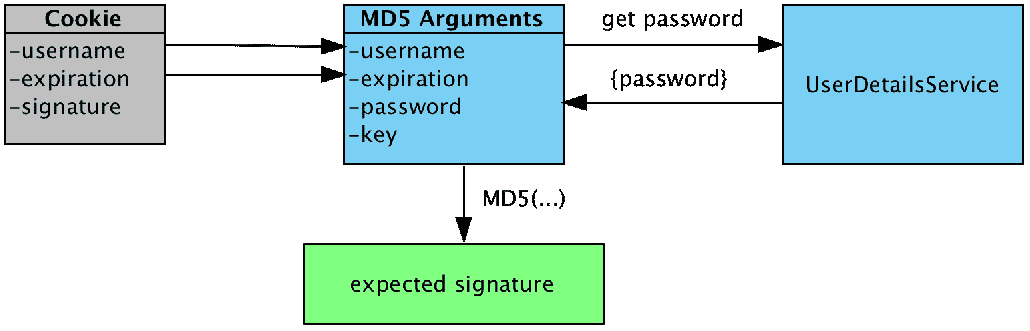 Cookie
-username
-expiration
-signature
MD5 Arguments
-username
-expiration
-password
-key
get password
{password}
UserDetailsService
MD5(...)
expected signature